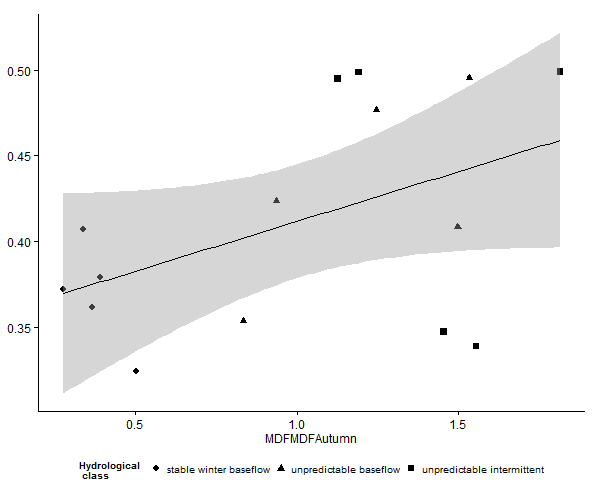 0.50
0.45
0.40
0.35
0.5 1.0 1.5
MDFMDFAutumn
Hydrological
class
stable winter baseflow unpredictable baseflow unpredictable intermittent